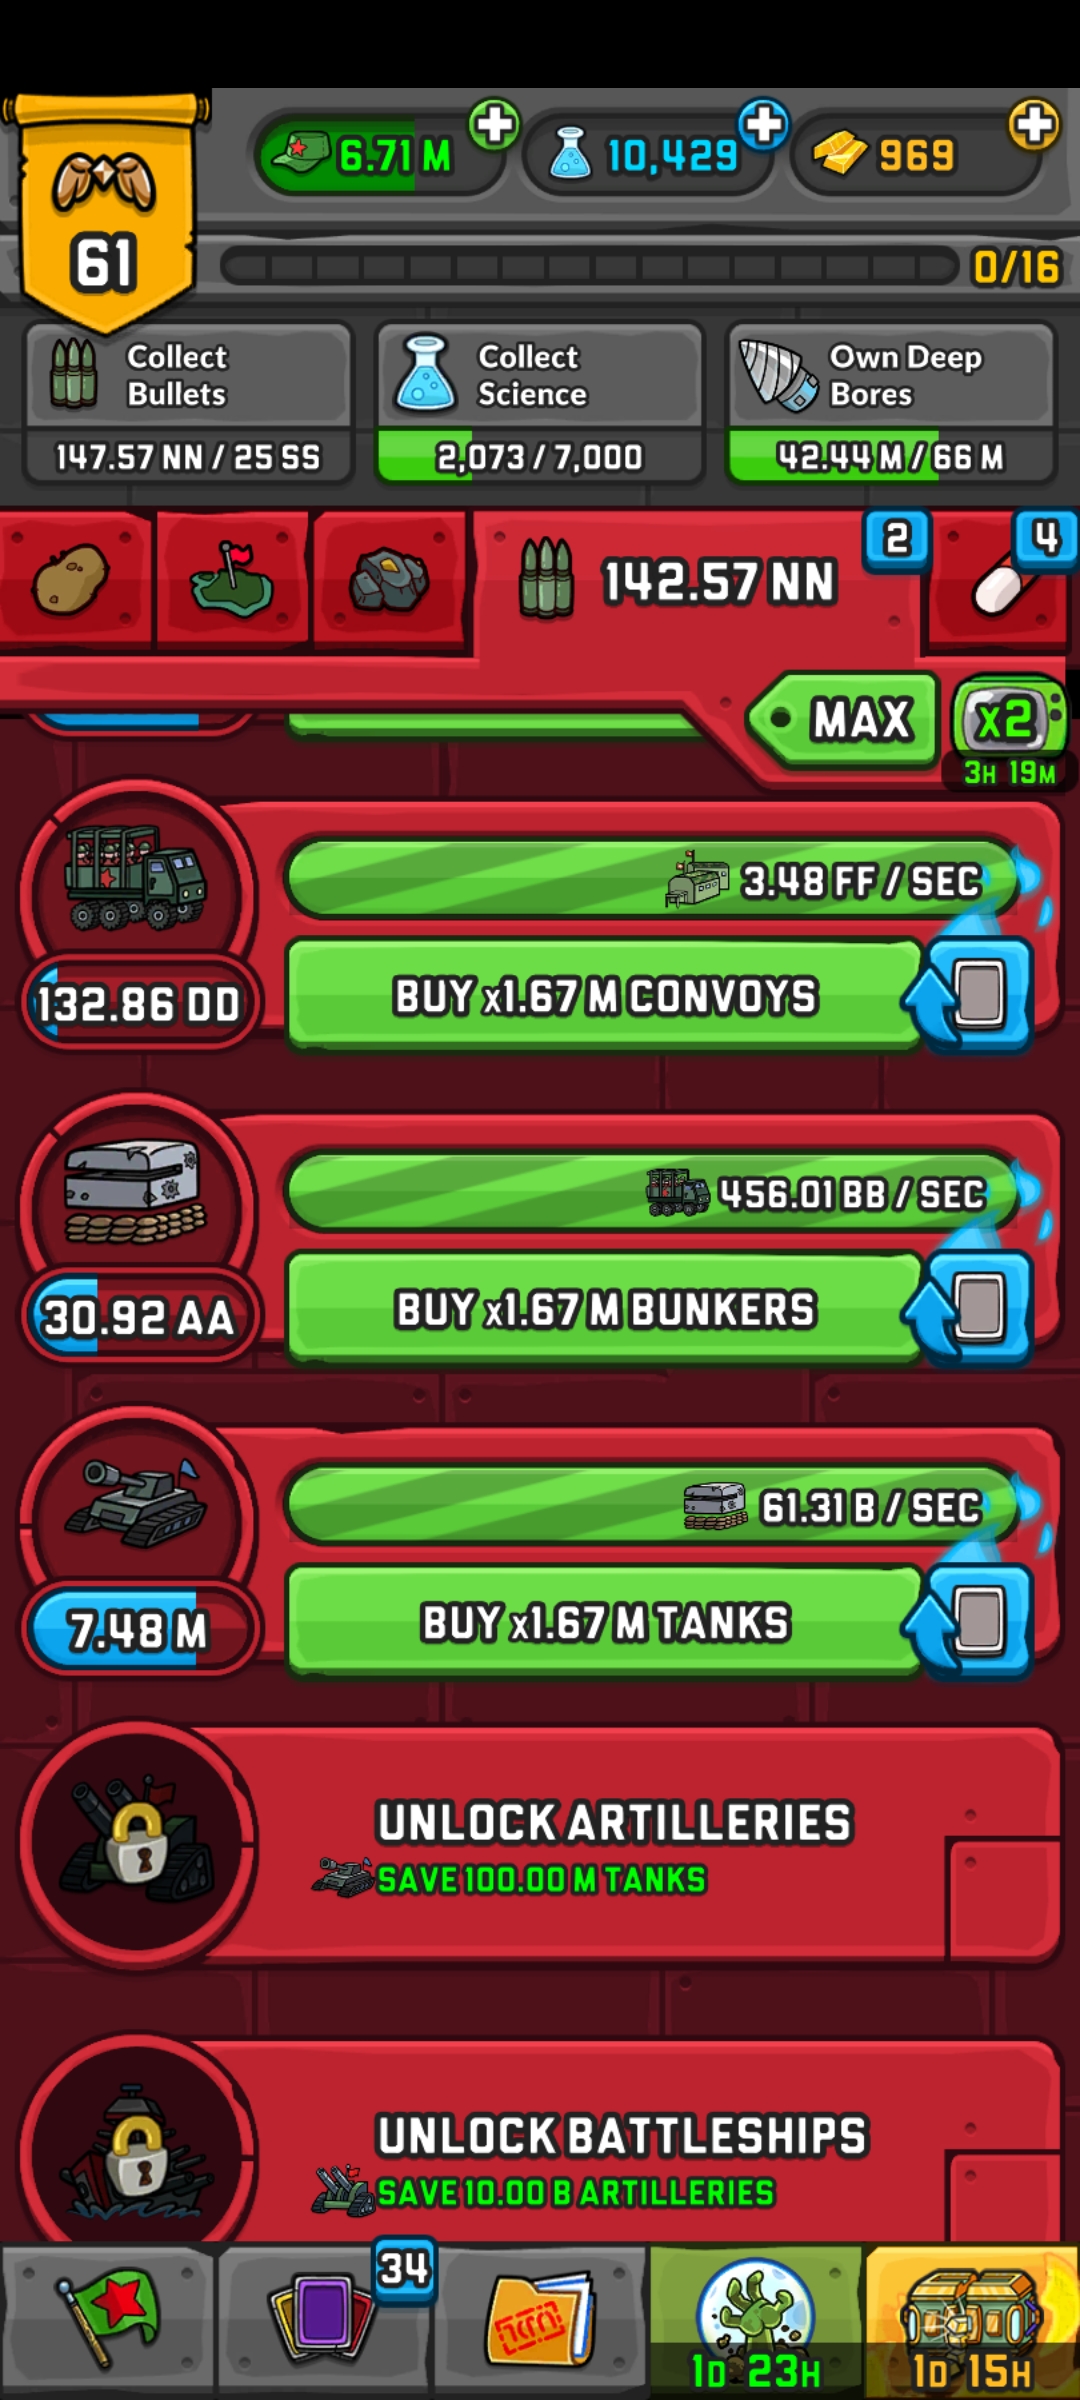 6.71 M
10,429
969
61
0/16
Collect
Bullets
147.57 NN / 25 SS
Collect
Science
2,073 / 7,000
Own Deep
Bores
42.44 M / 66 M
142.57 NN
2
4
MAX
x2
3H 19M
3.48 FF / SEC
132.86 DD
BUY x1.67 M CONVOYS
456.01 BB / SEC
30.92 AA
BUY x1.67 M BUNKERS
61.31 B / SEC
7.48 M
BUY x1.67 M TANKS
UNLOCK ARTILLERIES
SAVE 100.00 M TANKS
UNLOCK BATTLESHIPS
SAVE 10.00 B ARTILLERIES
34
1D 23H
1D 15H